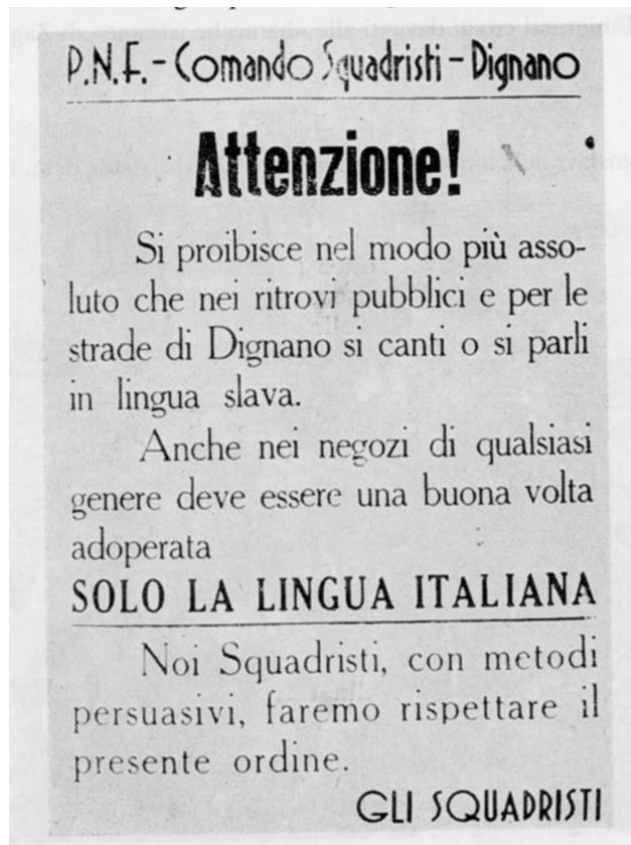 P.N.F. - Comando Squadristi - Dignano
Attenzione!
Si proibisce nel modo più asso-
luto che nei ritrovi pubblici e per le
strade di Dignano si canti o si parli
in lingua slava.
Anche nei negozi di qualsiasi
genere deve essere una buona volta
adoperata
SOLO LA LINGUA ITALIANA
Noi Squadristi, con metodi
persuasivi, faremo rispettare il
presente ordine.
GLI SQUADRISTI